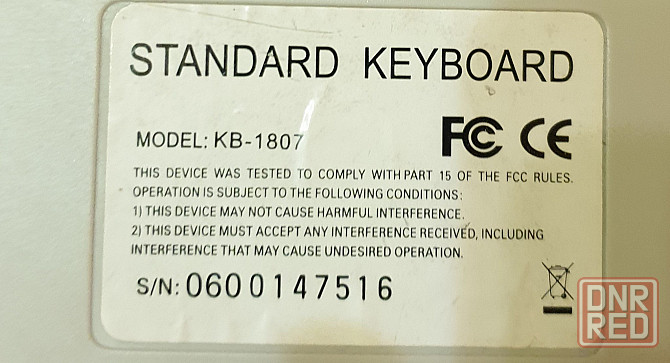 STANDARD KEYBOARD
MODEL: KB-1807 FC CE
THIS DEVICE WAS TESTED TO COMPLY WITH PART 15 OF THE FCC RULES.
OPERATION IS SUBJECT TO THE FOLLOWING CONDITIONS:
1) THIS DEVICE MAY NOT CAUSE HARMFUL INTERFERENCE.
2) THIS DEVICE MUST ACCEPT ANY INTERFERENCE RECEIVED, INCLUDING
INTERFERENCE THAT MAY CAUSE UNDESIRED OPERATION.
S/N: 0600147516
DNR
RED